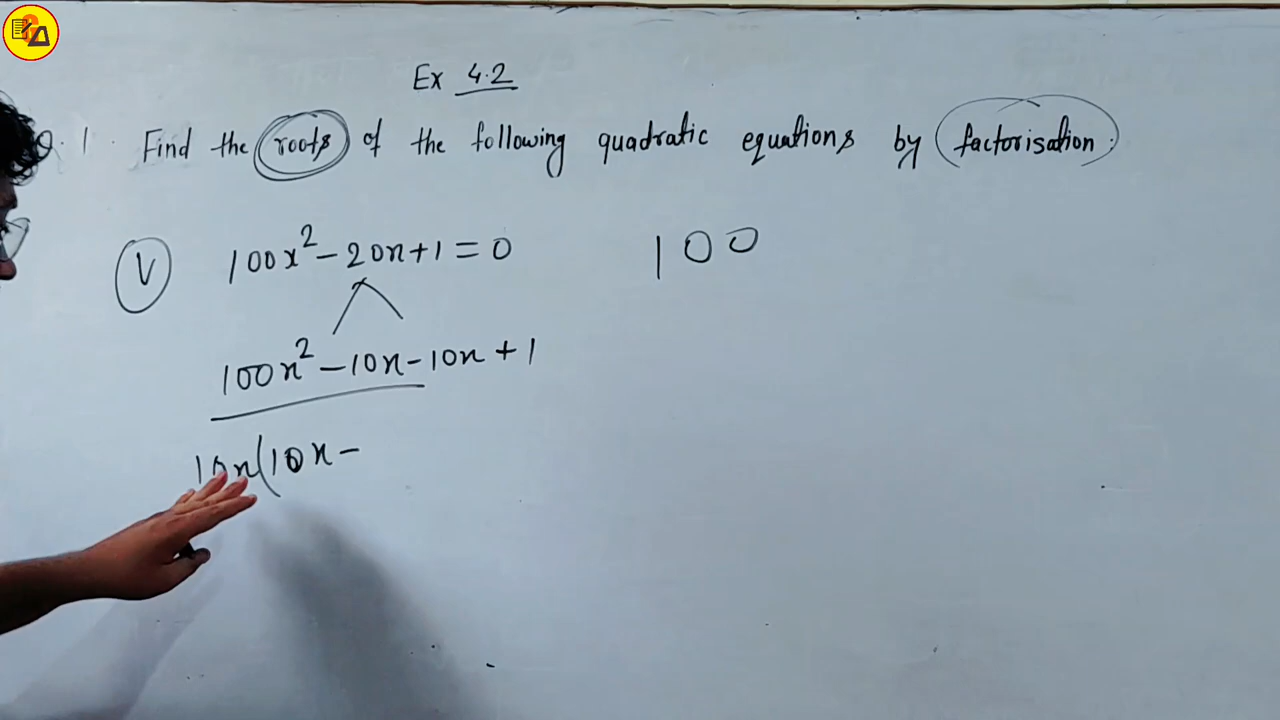 Ex 4.2
Q.1. Find the roots of the following quadratic equations by factorisation:
V 100x² - 20x + 1 = 0 100
100x² - 10x - 10x + 1
10x(10x -